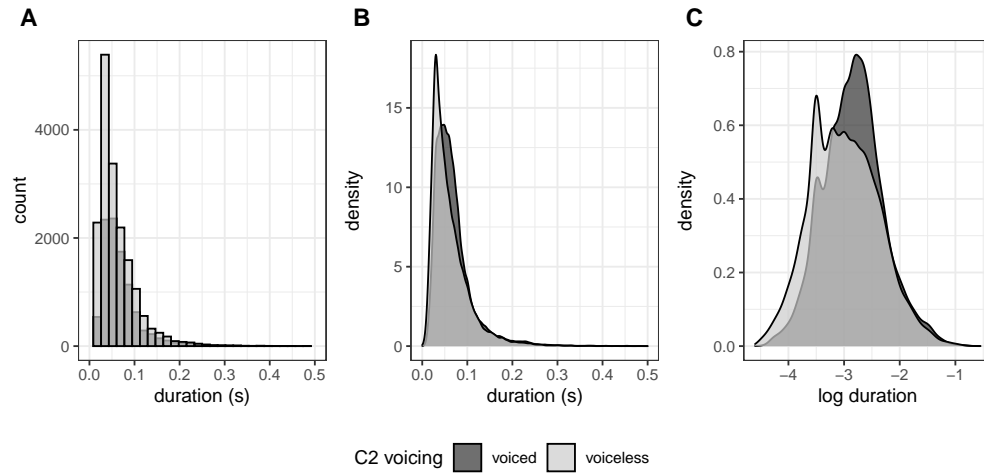 A
B
C
count
4000
2000
0
0.0 0.1 0.2 0.3 0.4 0.5
duration (s)
density
15
10
5
0
0.0 0.1 0.2 0.3 0.4 0.5
duration (s)
density
0.8
0.6
0.4
0.2
0.0
−4 −3 −2 −1
log duration
C2 voicing voiced voiceless